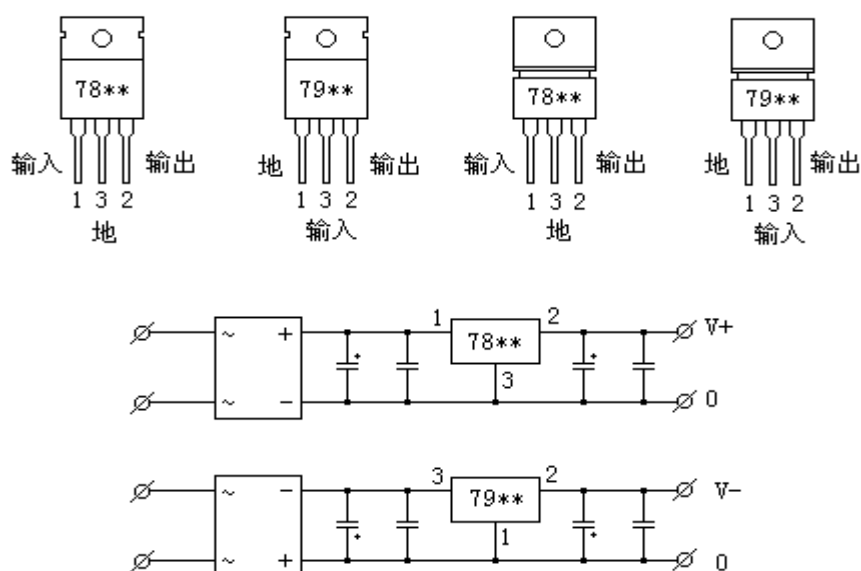 78** 79** 78** 79**
输入 输出 地 输出 输入 输出 地 输出
1 3 2 1 3 2 1 3 2 1 3 2
地 输入 地 输入
~ + 1 78** 2 V+
3
~ - 0
~ - 3 79** 2 V-
1
~ + 0